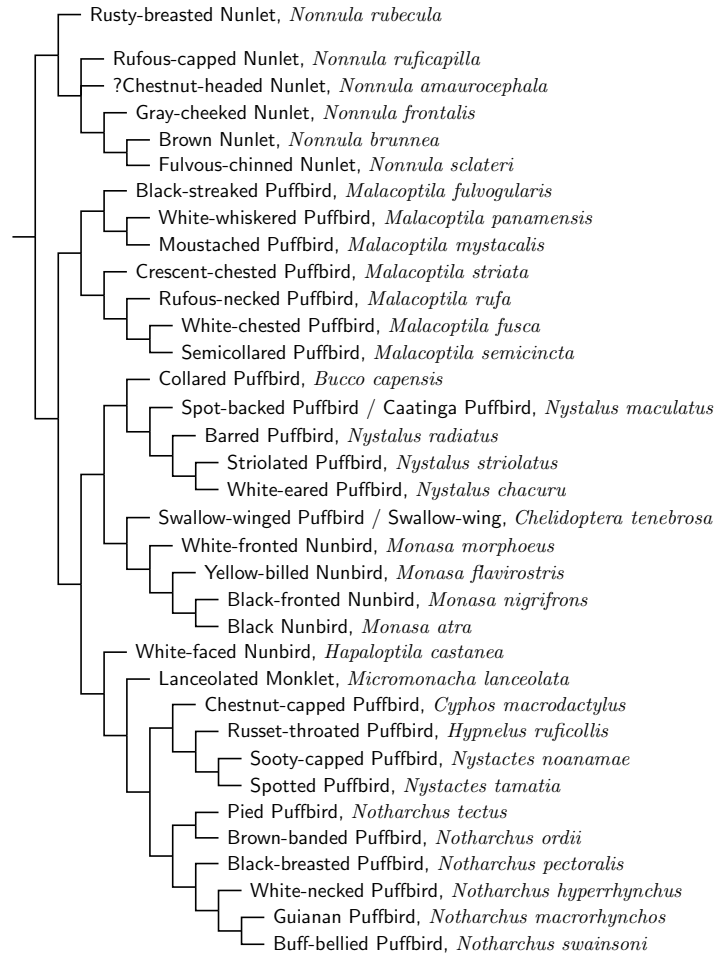 Rusty-breasted Nunlet, Nonnula rubecula
Rufous-capped Nunlet, Nonnula ruficapilla
?Chestnut-headed Nunlet, Nonnula amaurocephala
Gray-cheeked Nunlet, Nonnula frontalis
Brown Nunlet, Nonnula brunnea
Fulvous-chinned Nunlet, Nonnula sclateri
Black-streaked Puffbird, Malacoptila fulvogularis
White-whiskered Puffbird, Malacoptila panamensis
Moustached Puffbird, Malacoptila mystacalis
Crescent-chested Puffbird, Malacoptila striata
Rufous-necked Puffbird, Malacoptila rufa
White-chested Puffbird, Malacoptila fusca
Semicollared Puffbird, Malacoptila semicincta
Collared Puffbird, Bucco capensis
Spot-backed Puffbird / Caatinga Puffbird, Nystalus maculatus
Barred Puffbird, Nystalus radiatus
Striolated Puffbird, Nystalus striolatus
White-eared Puffbird, Nystalus chacuru
Swallow-winged Puffbird / Swallow-wing, Chelidoptera tenebrosa
White-fronted Nunbird, Monasa morphoeus
Yellow-billed Nunbird, Monasa flavirostris
Black-fronted Nunbird, Monasa nigrifrons
Black Nunbird, Monasa atra
White-faced Nunbird, Hapaloptila castanea
Lanceolated Monklet, Micromonacha lanceolata
Chestnut-capped Puffbird, Cyphos macrodactylus
Russet-throated Puffbird, Hypnelus ruficollis
Sooty-capped Puffbird, Nystactes noanamae
Spotted Puffbird, Nystactes tamatia
Pied Puffbird, Notharchus tectus
Brown-banded Puffbird, Notharchus ordii
Black-breasted Puffbird, Notharchus pectoralis
White-necked Puffbird, Notharchus hyperrhynchus
Guianan Puffbird, Notharchus macrorhynchos
Buff-bellied Puffbird, Notharchus swainsoni